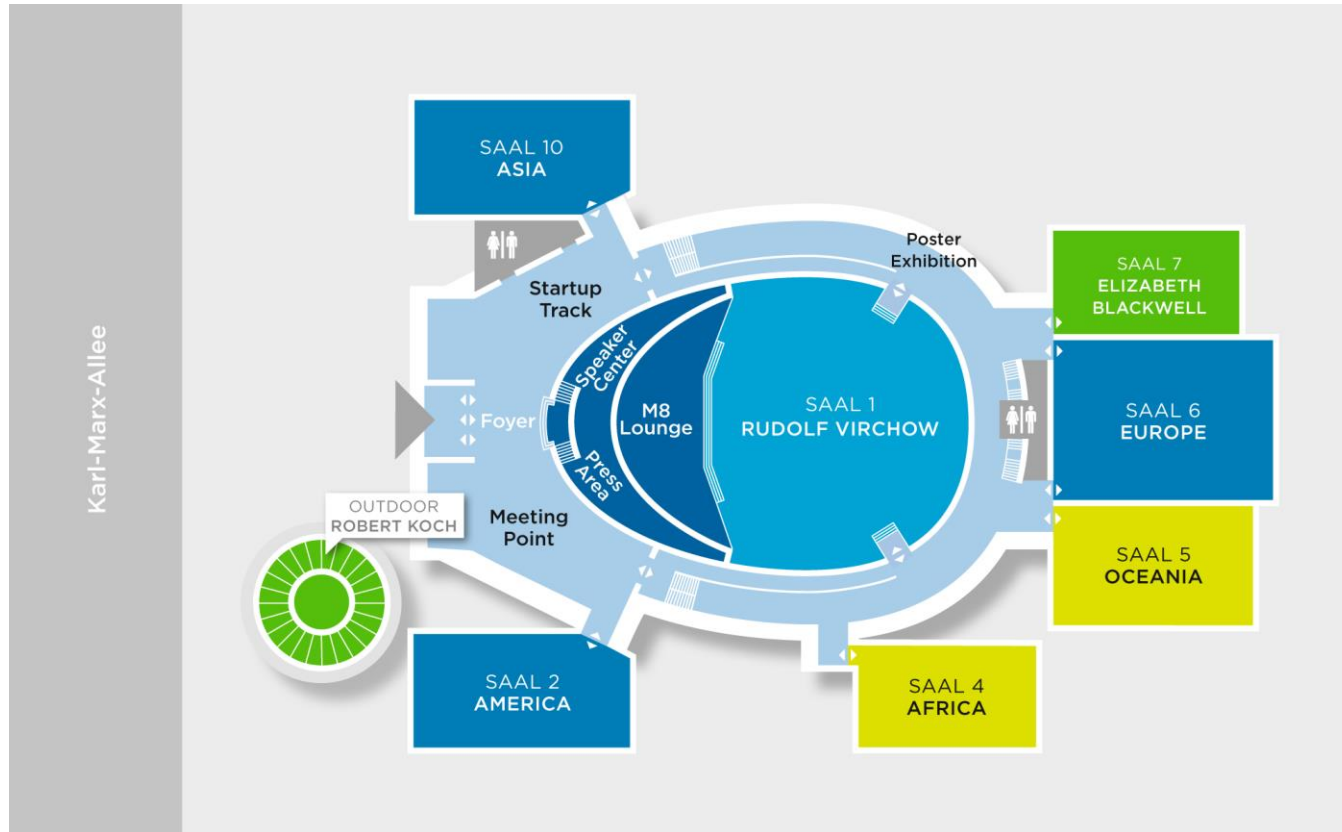 Karl-Marx-Allee
SAAL 10
ASIA
Startup
Track
Poster
Exhibition
SAAL 7
ELIZABETH
BLACKWELL
Speaker
Center
Foyer
M8
Lounge
SAAL 1
RUDOLF VIRCHOW
SAAL 6
EUROPE
Press
Area
OUTDOOR
ROBERT KOCH
Meeting
Point
SAAL 5
OCEANIA
SAAL 2
AMERICA
SAAL 4
AFRICA